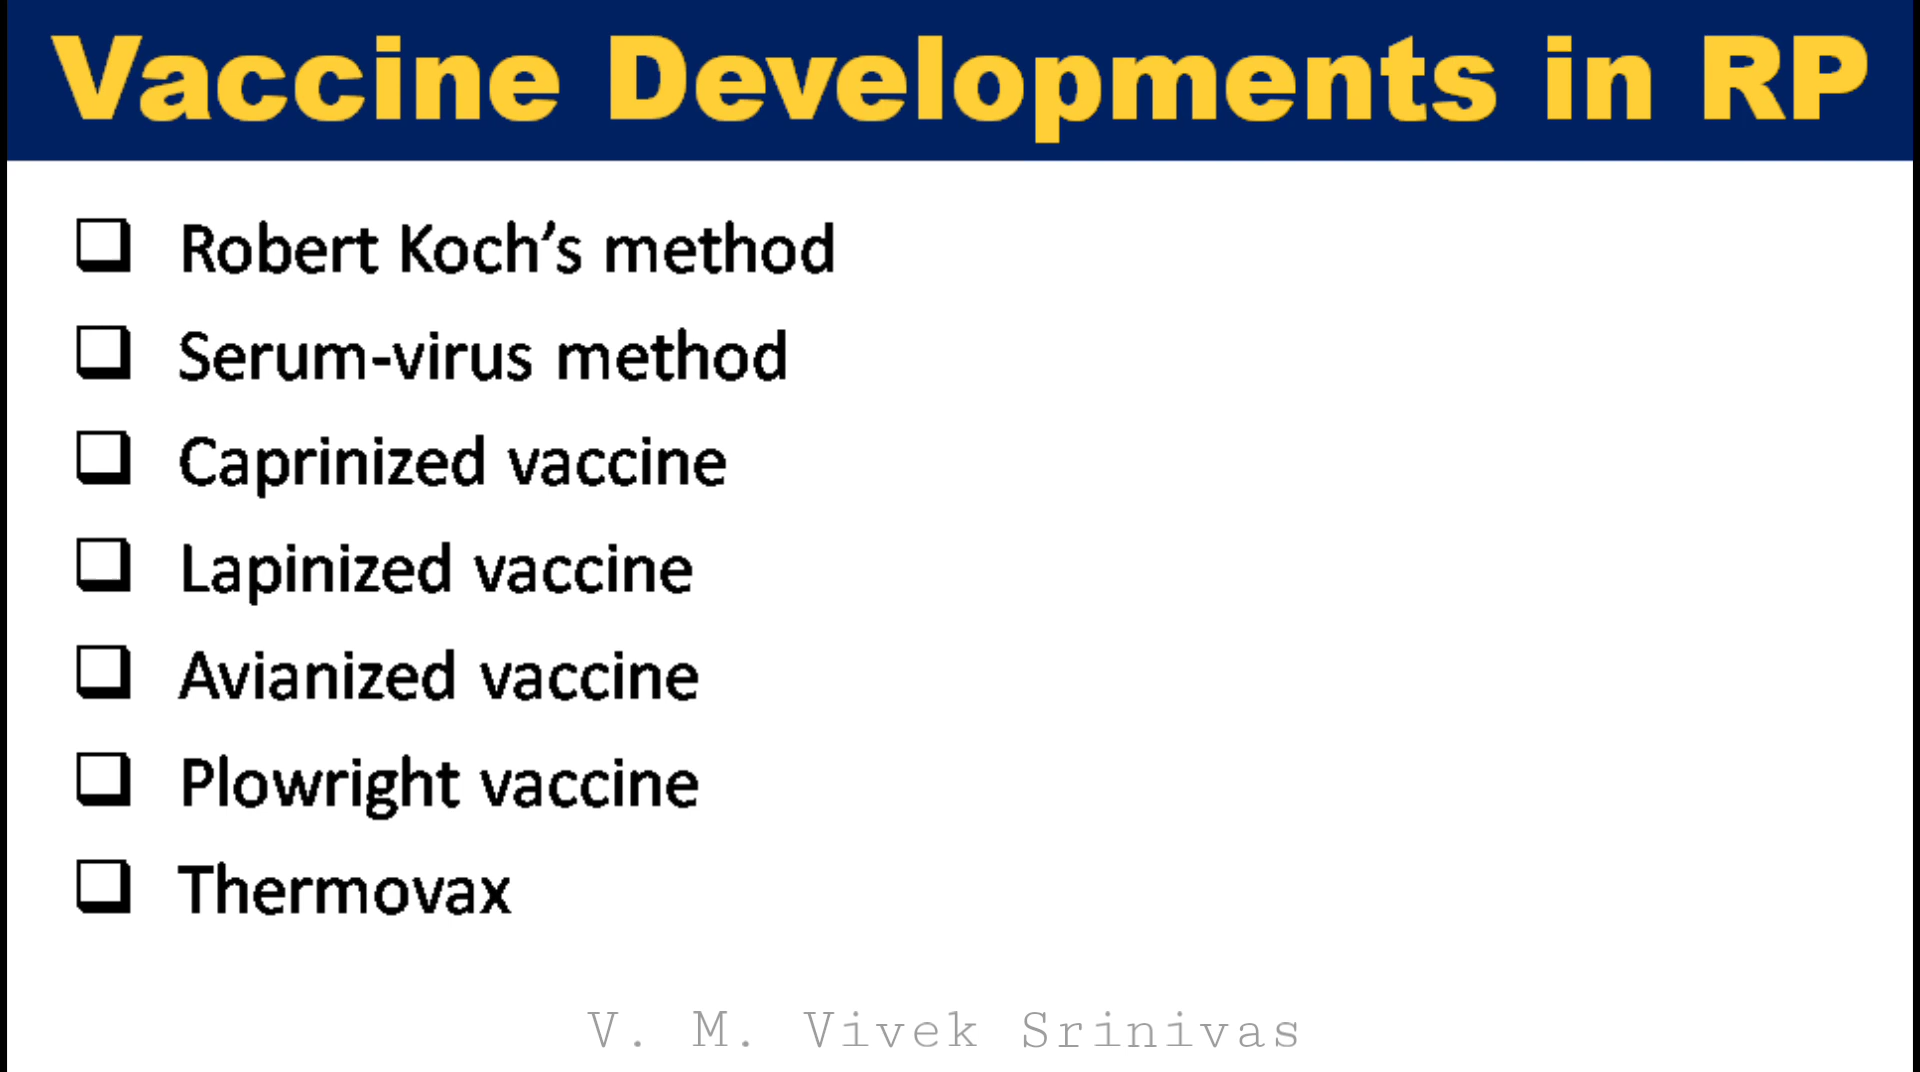 Vaccine Developments in RP
Robert Koch’s method
Serum-virus method
Caprinized vaccine
Lapinized vaccine
Avianized vaccine
Plowright vaccine
Thermovax
V. M. Vivek Srinivas